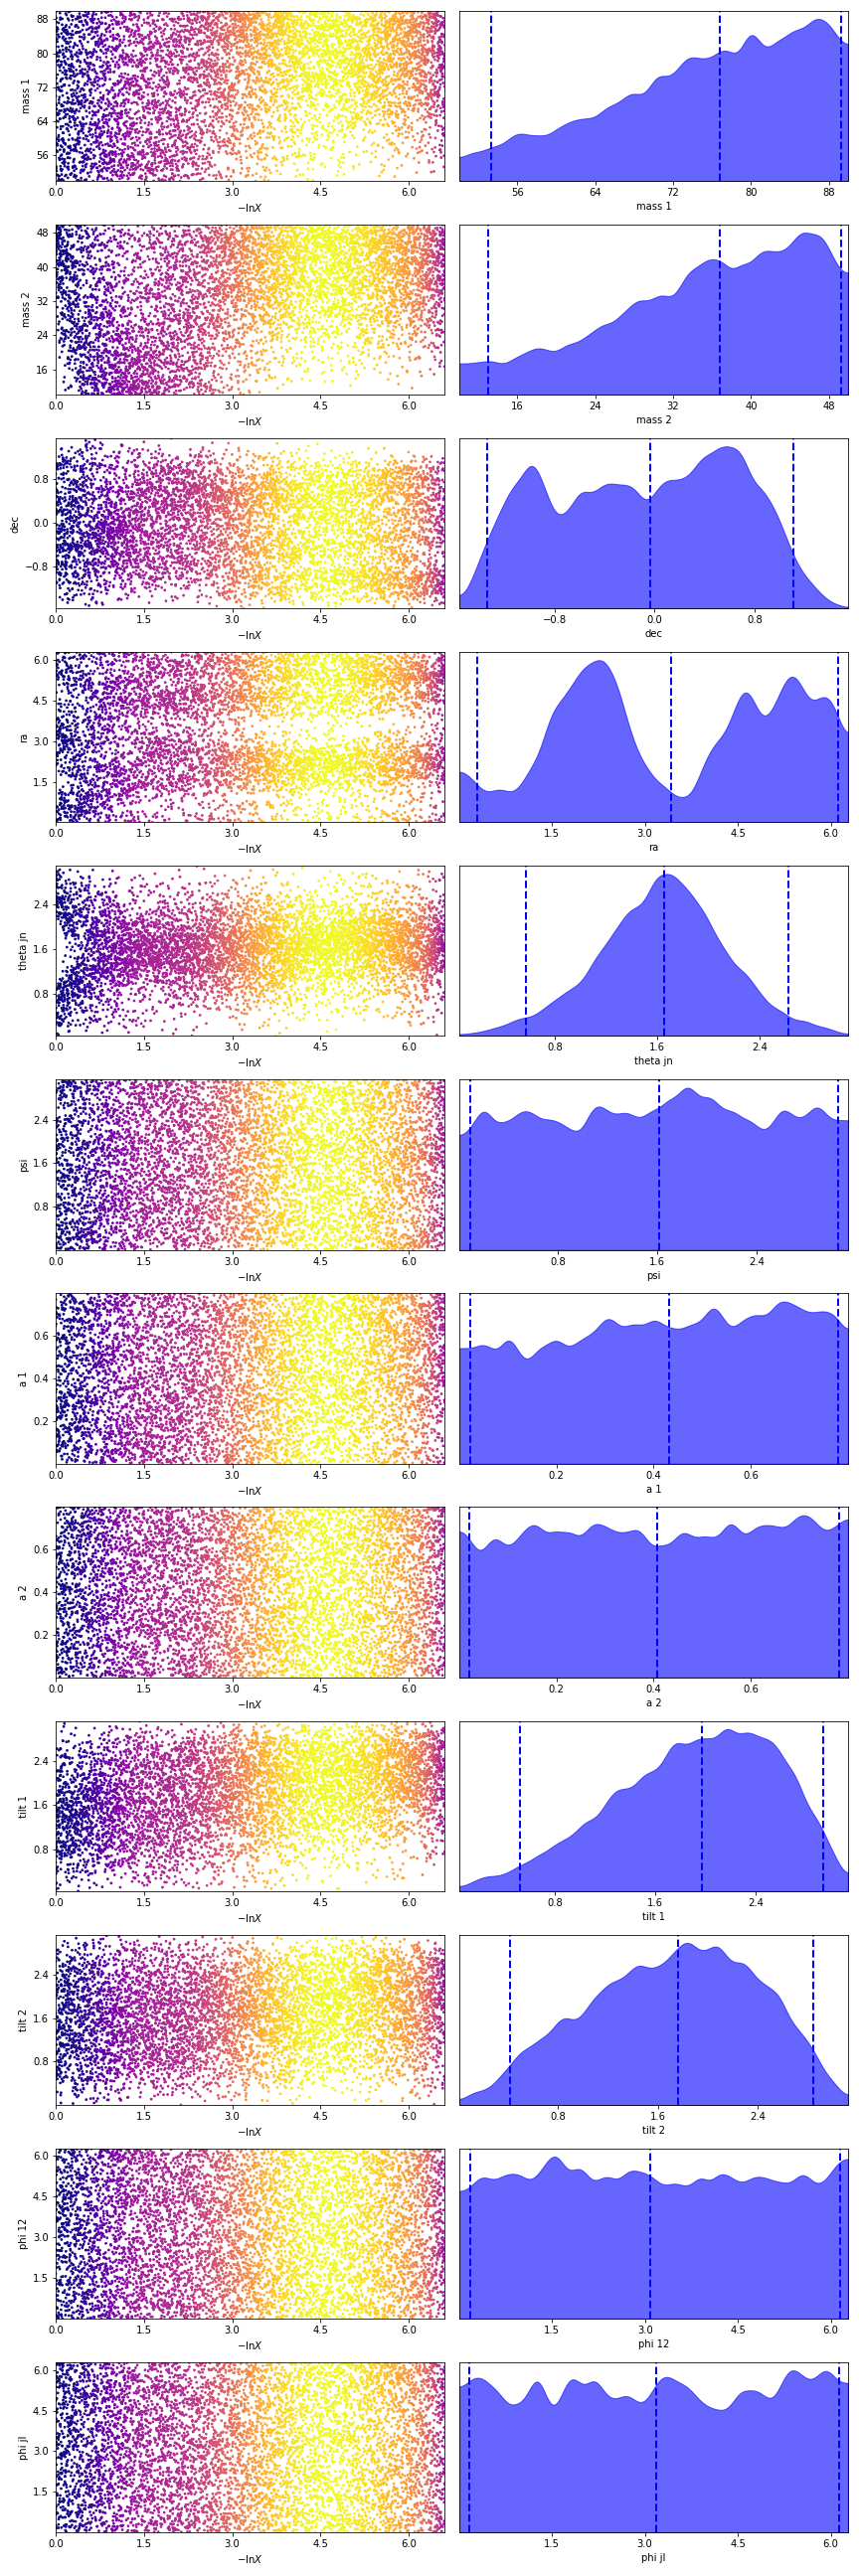 88
80
72
64
56
mass 1
0.0 1.5 3.0 4.5 6.0
−lnX
56 64 72 80 88
mass 1
48
40
32
24
16
mass 2
0.0 1.5 3.0 4.5 6.0
−lnX
16 24 32 40 48
mass 2
0.8
0.0
−0.8
dec
0.0 1.5 3.0 4.5 6.0
−lnX
−0.8 0.0 0.8
dec
6.0
4.5
3.0
1.5
ra
0.0 1.5 3.0 4.5 6.0
−lnX
1.5 3.0 4.5 6.0
ra
2.4
1.6
0.8
theta jn
0.0 1.5 3.0 4.5 6.0
−lnX
0.8 1.6 2.4
theta jn
2.4
1.6
0.8
psi
0.0 1.5 3.0 4.5 6.0
−lnX
0.8 1.6 2.4
psi
0.6
0.4
0.2
a 1
0.0 1.5 3.0 4.5 6.0
−lnX
0.2 0.4 0.6
a 1
0.6
0.4
0.2
a 2
0.0 1.5 3.0 4.5 6.0
−lnX
0.2 0.4 0.6
a 2
2.4
1.6
0.8
tilt 1
0.0 1.5 3.0 4.5 6.0
−lnX
0.8 1.6 2.4
tilt 1
2.4
1.6
0.8
tilt 2
0.0 1.5 3.0 4.5 6.0
−lnX
0.8 1.6 2.4
tilt 2
6.0
4.5
3.0
1.5
phi 12
0.0 1.5 3.0 4.5 6.0
−lnX
1.5 3.0 4.5 6.0
phi 12
6.0
4.5
3.0
1.5
phi jl
0.0 1.5 3.0 4.5 6.0
−lnX
1.5 3.0 4.5 6.0
phi jl